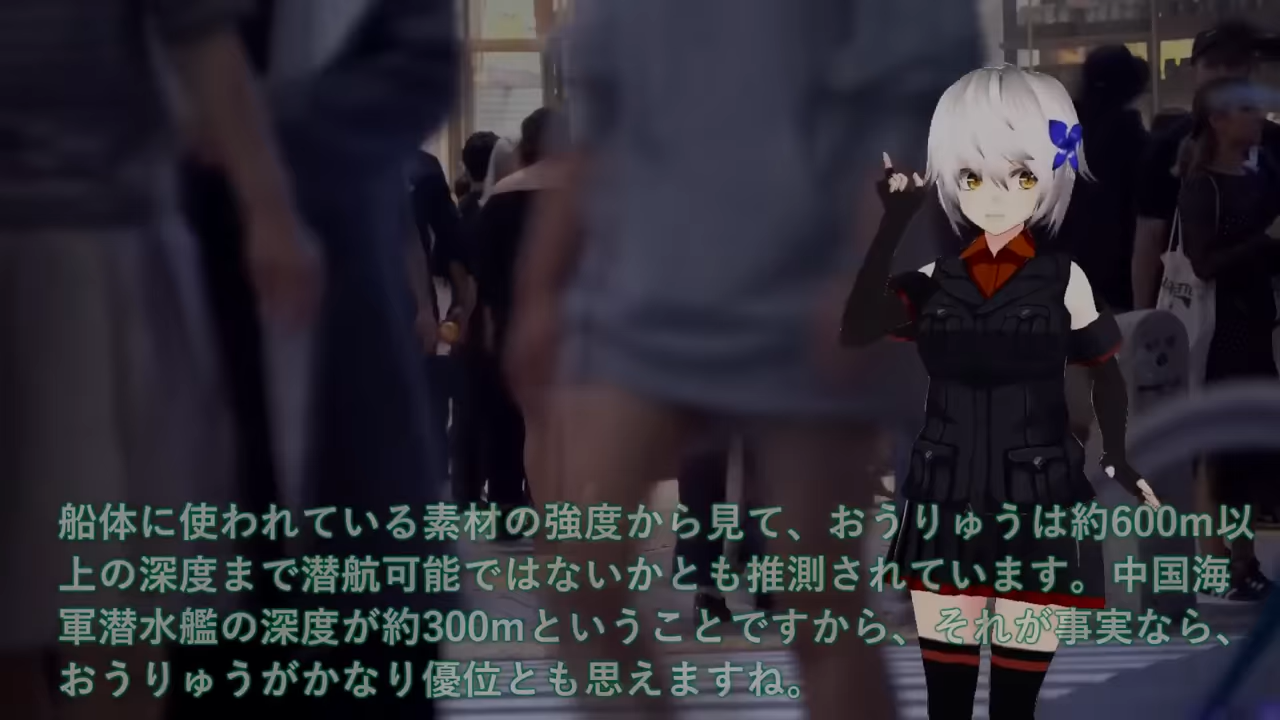 船体に使われている素材の強度から見て、おうりゅうは約600m以
上の深度まで潜航可能ではないかとも推測されています。中国海
軍潜水艦の深度が約300mということですから、それが事実なら、
おうりゅうがかなり優位とも思えますね。